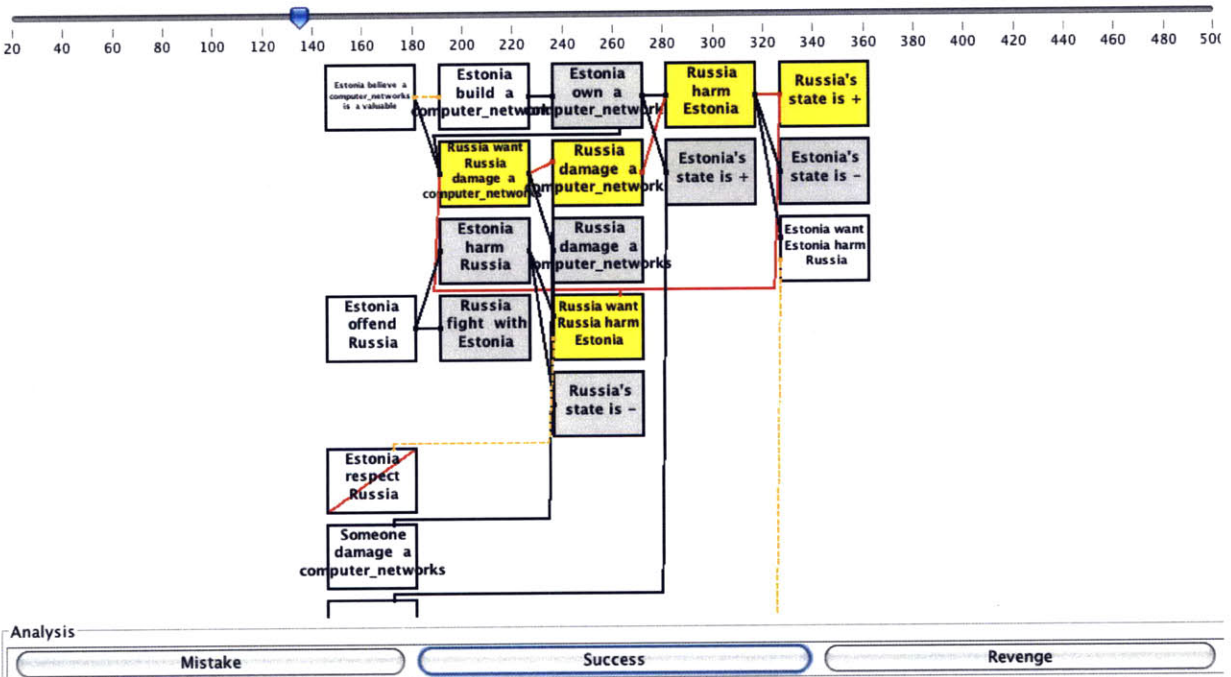 20 40 60 80 100 120 140 160 180 200 220 240 260 280 300 320 340 360 380 400 420 440 460 480
Estonia believe a
computer_networks
is a valuable
Estonia
build a
Estonia
own a
computer_network
Russia
harm
Estonia
Russia's
state is +
Russia want
Russia
damage a
computer_networks
Russia
damage a
computer_network
Estonia's
state is +
Estonia's
state is -
Estonia
harm
Russia
Russia
damage a
computer_networks
Estonia want
Estonia harm
Russia
Estonia
offend
Russia
Russia
fight with
Estonia
Russia want
Russia harm
Estonia
Russia's
state is -
Estonia
respect
Russia
Someone
damage a
computer_networks
Analysis
Mistake
Success
Revenge